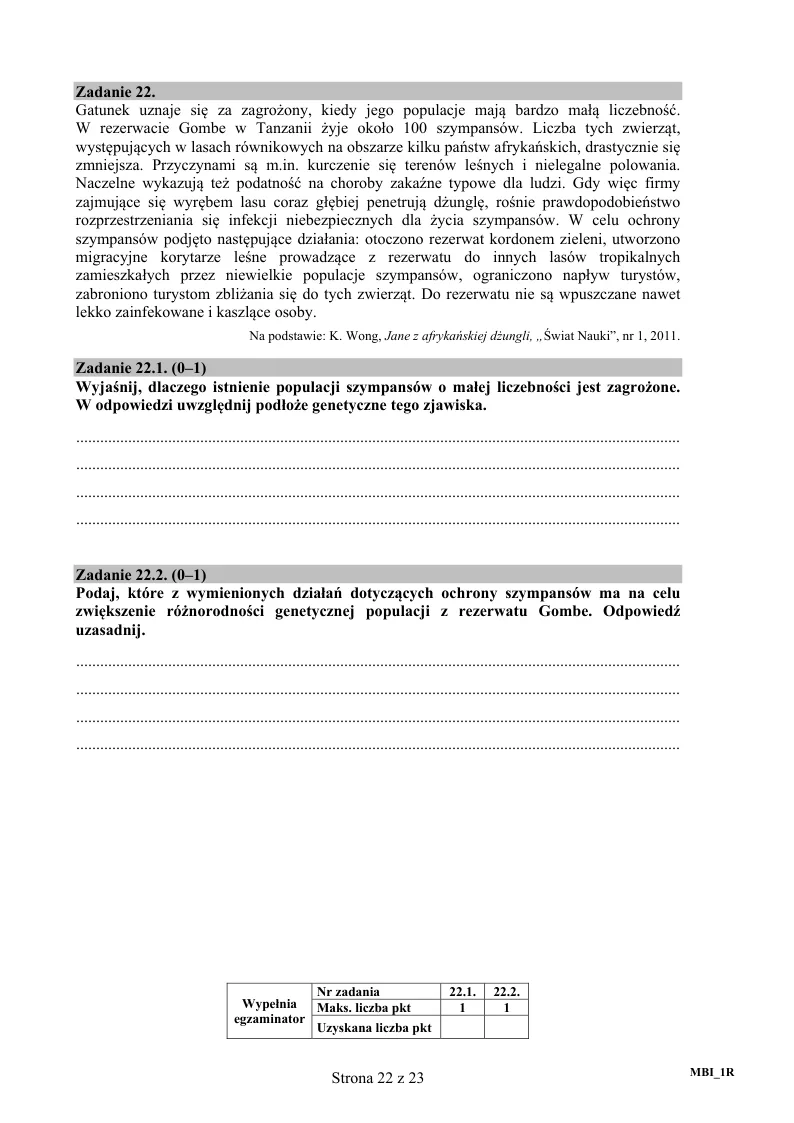 Zadanie 22.
Gatunek uznaje się za zagrożony, kiedy jego populacje mają bardzo małą liczebność.
W rezerwacie Gombe w Tanzanii żyje około 100 szympansów. Liczba tych zwierząt,
występujących w lasach równikowych na obszarze kilku państw afrykańskich, drastycznie się
zmniejsza. Przyczynami są m.in. kurczenie się terenów leśnych i nielegalne polowania.
Naczelne wykazują też podatność na choroby zakaźne typowe dla ludzi. Gdy więc firmy
zajmujące się wyrębem lasu coraz głębiej penetrują dżunglę, rośnie prawdopodobieństwo
rozprzestrzeniania się infekcji niebezpiecznych dla życia szympansów. W celu ochrony
szympansów podjęto następujące działania: otoczono rezerwat kordonem zieleni, utworzono
migracyjne korytarze leśne prowadzące z rezerwatu do innych lasów tropikalnych
zamieszkałych przez niewielkie populacje szympansów, ograniczono napływ turystów,
zabroniono turystom zbliżania się do tych zwierząt. Do rezerwatu nie są wpuszczane nawet
lekko zainfekowane i kaszlące osoby.
Na podstawie: K. Wong, Jane z afrykańskiej dżungli, „Świat Nauki”, nr 1, 2011.
Zadanie 22.1. (0–1)
Wyjaśnij, dlaczego istnienie populacji szympansów o małej liczebności jest zagrożone.
W odpowiedzi uwzględnij podłoże genetyczne tego zjawiska.
Zadanie 22.2. (0–1)
Podaj, które z wymienionych działań dotyczących ochrony szympansów ma na celu
zwiększenie różnorodności genetycznej populacji z rezerwatu Gombe. Odpowiedź
uzasadnij.
Wypełnia egzaminator
Nr zadania 22.1. 22.2.
Maks. liczba pkt 1 1
Uzyskana liczba pkt
Strona 22 z 23
MBI_1R